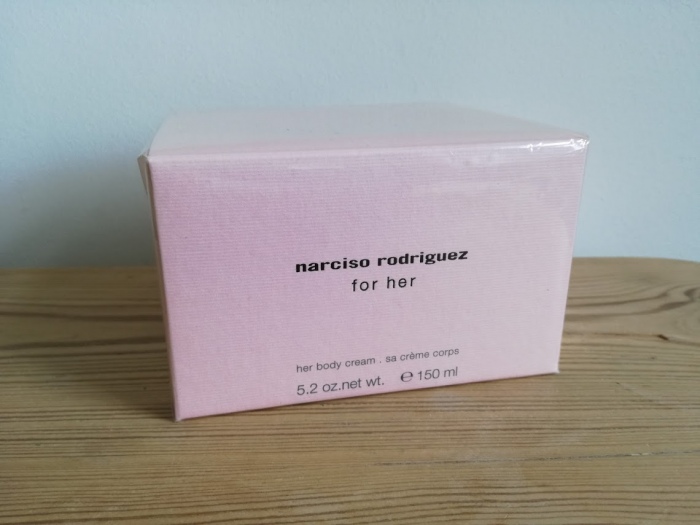 narciso rodriguez
for her
her body cream . sa crème corps
5.2 oz.net wt. ℮ 150 ml